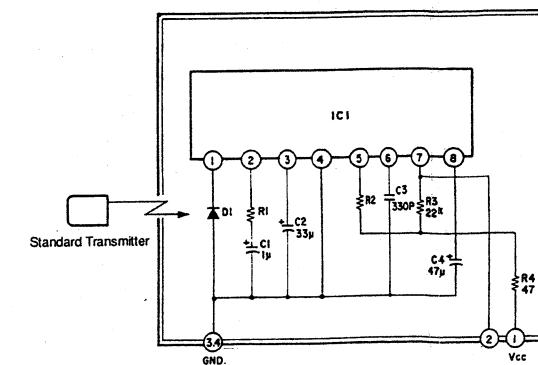 IC1
1 2 3 4 5 6 7 8
D1
R1
C1
1μ
C2
33μ
R2
C3
330P
R3
22k
C4
47μ
R4
47
Standard Transmitter
3.4
GND.
2
1
Vcc